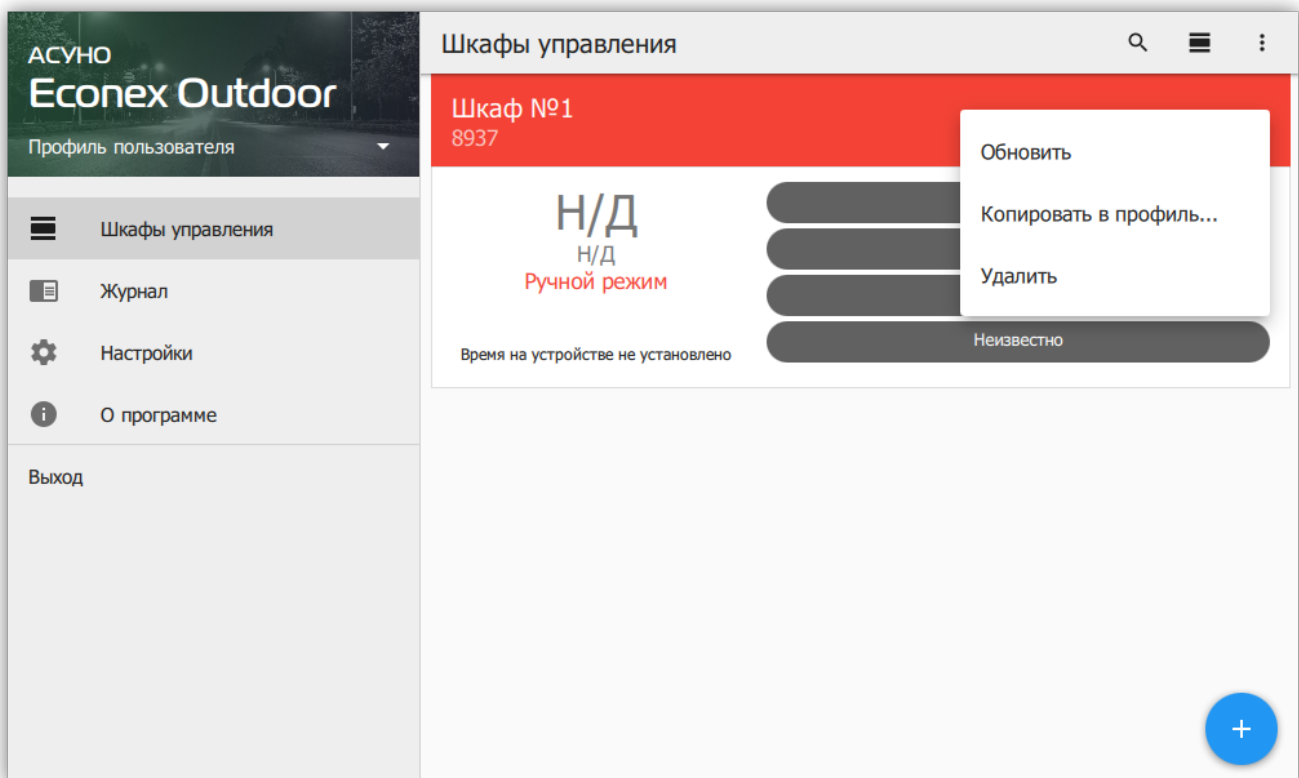 АСУНО
Econex Outdoor
Профиль пользователя
Шкафы управления
Журнал
Настройки
О программе
Выход
Шкафы управления
Шкаф №1
8937
Н/Д
Н/Д
Ручной режим
Время на устройстве не установлено
Обновить
Копировать в профиль...
Удалить
Неизвестно